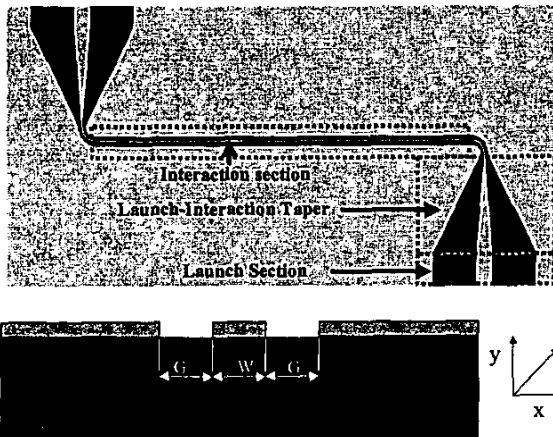 Interaction section
Launch-Interaction Taper
Launch Section
G W G
y
x